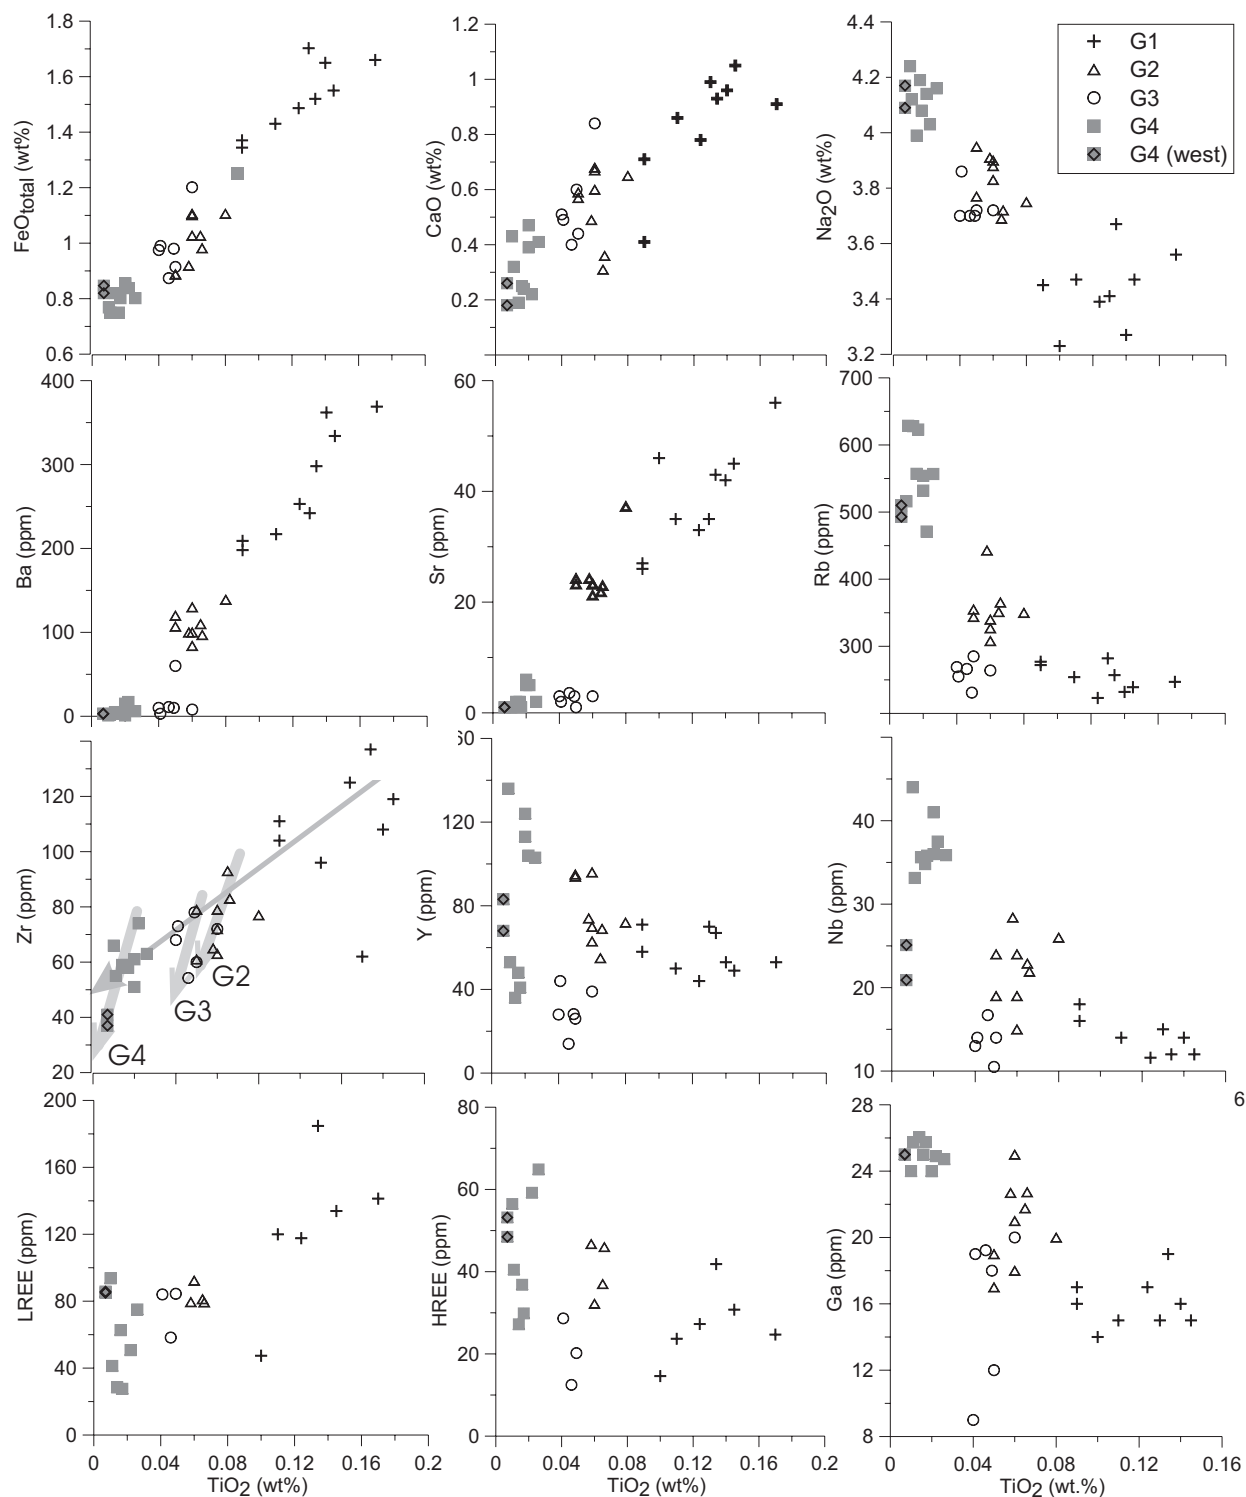 1.8
1.6
1.4
1.2
1
0.8
0.6
FeOtotal (wt%)
1.2
1
0.8
0.6
0.4
0.2
CaO (wt%)
4.4
4.2
4
3.8
3.6
3.4
3.2
Na2O (wt%)
G1
G2
G3
G4
G4 (west)
400
300
200
100
0
Ba (ppm)
60
40
20
0
Sr (ppm)
700
600
500
400
300
Rb (ppm)
120
100
80
60
40
20
Zr (ppm)
G2
G3
G4
60
120
80
40
0
Y (ppm)
40
30
20
10
Nb (ppm)
200
160
120
80
40
0
LREE (ppm)
0 0.04 0.08 0.12 0.16 0.2
TiO2 (wt%)
80
60
40
20
0
HREE (ppm)
0 0.04 0.08 0.12 0.16 0.2
TiO2 (wt%)
6
28
24
20
16
12
8
Ga (ppm)
0 0.04 0.08 0.12 0.16
TiO2 (wt.%)